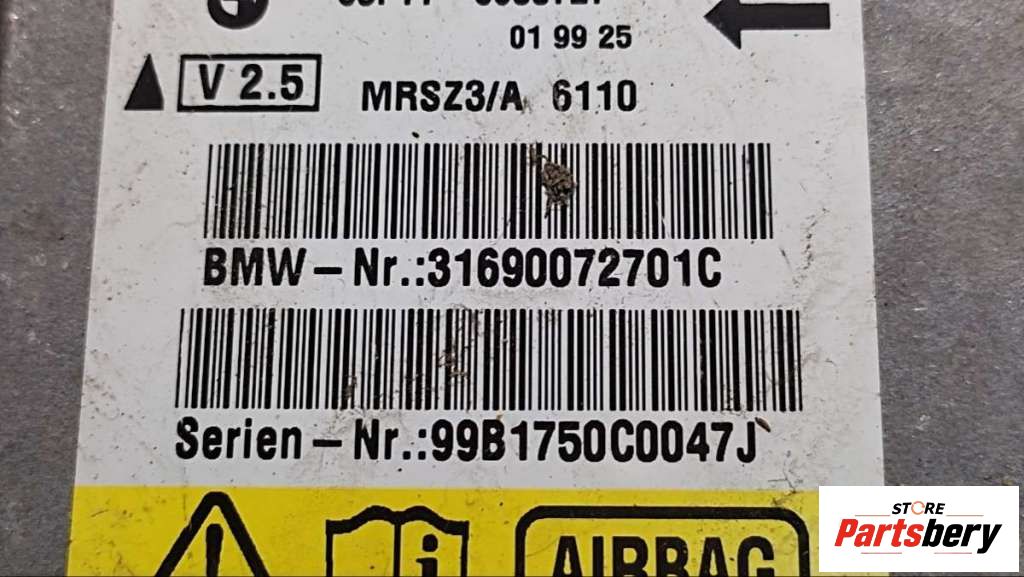 01 99 25
V 2.5
MRSZ3/A 6110
BMW – Nr.:31690072701C
Serien – Nr.:99B1750C0047J
AIRBAG
STORE
Partsbery